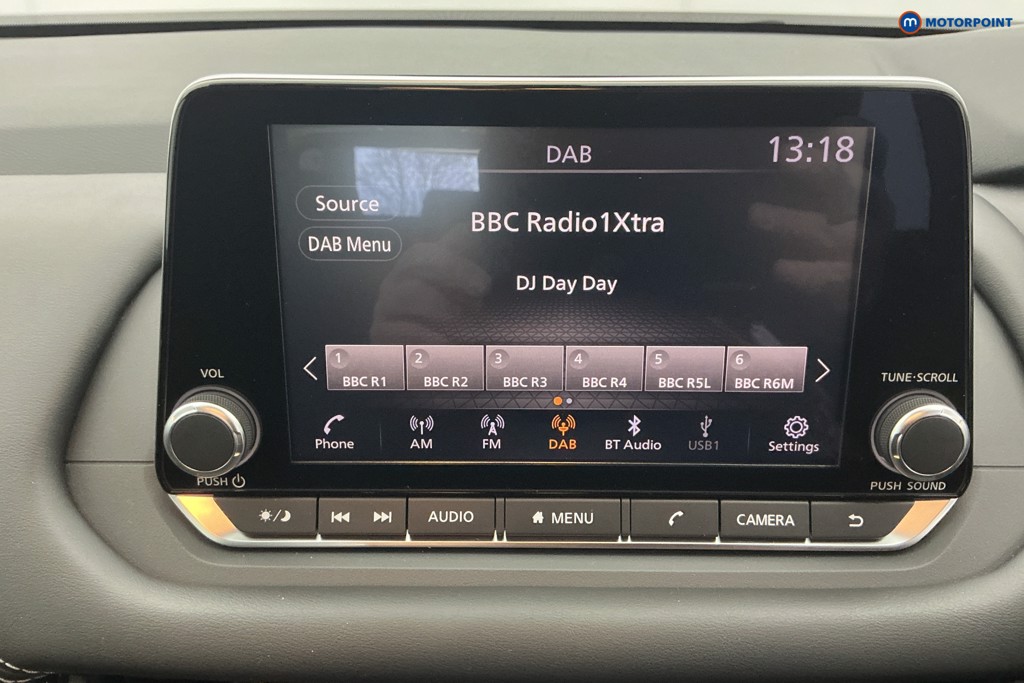 m MOTORPOINT
DAB 13:18
Source
BBC Radio1Xtra
DAB Menu
DJ Day Day
1 2 3 4 5 6
BBC R1 BBC R2 BBC R3 BBC R4 BBC R5L BBC R6M
VOL
TUNE·SCROLL
Phone AM FM DAB BT Audio USB1 Settings
PUSH
PUSH SOUND
AUDIO MENU CAMERA